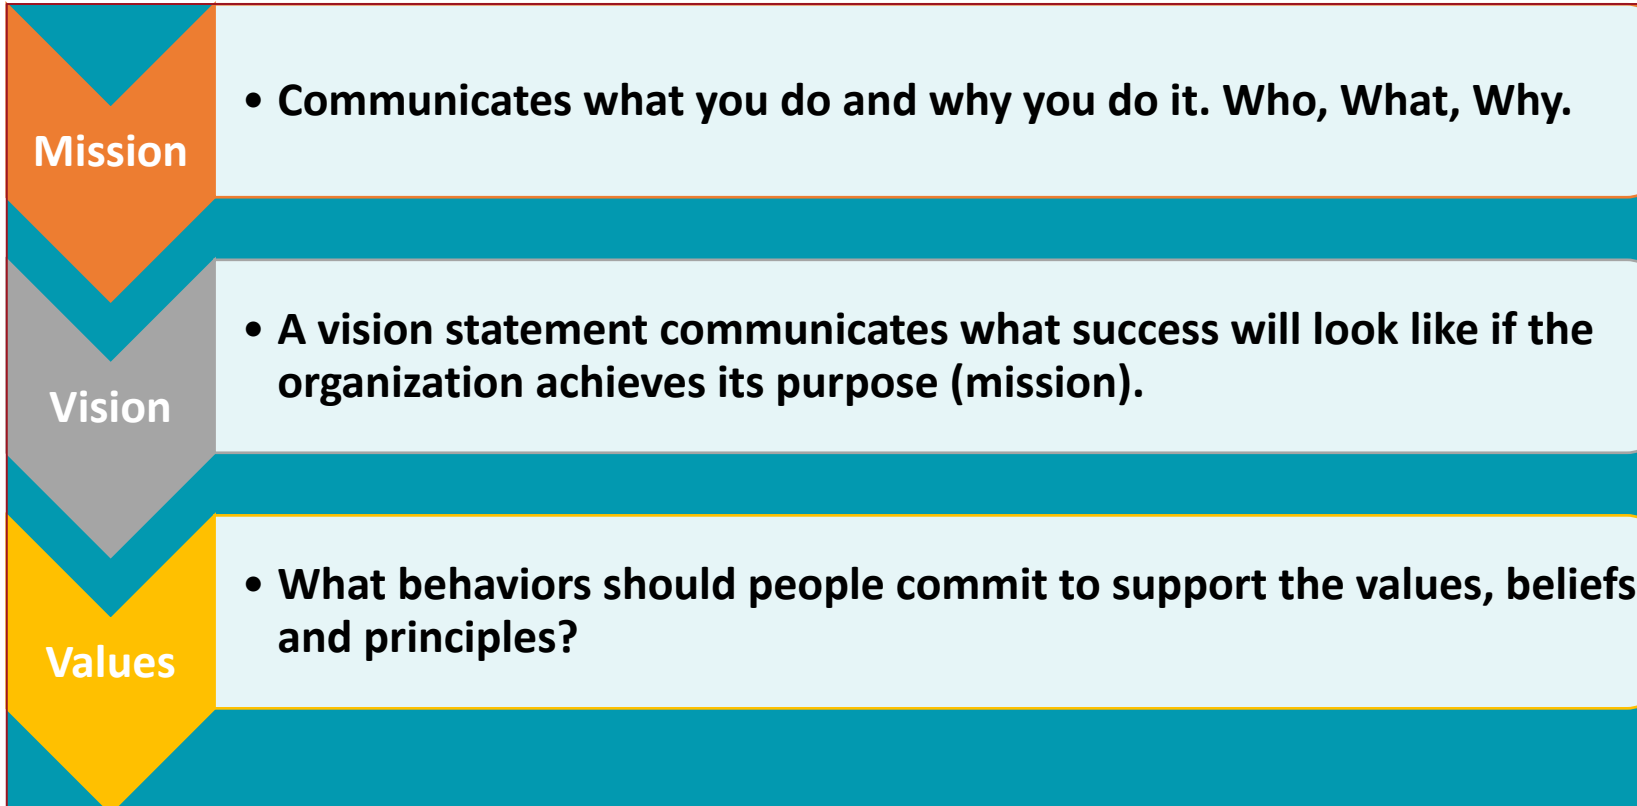 Mission
• Communicates what you do and why you do it. Who, What, Why.
Vision
• A vision statement communicates what success will look like if the
organization achieves its purpose (mission).
Values
• What behaviors should people commit to support the values, beliefs
and principles?